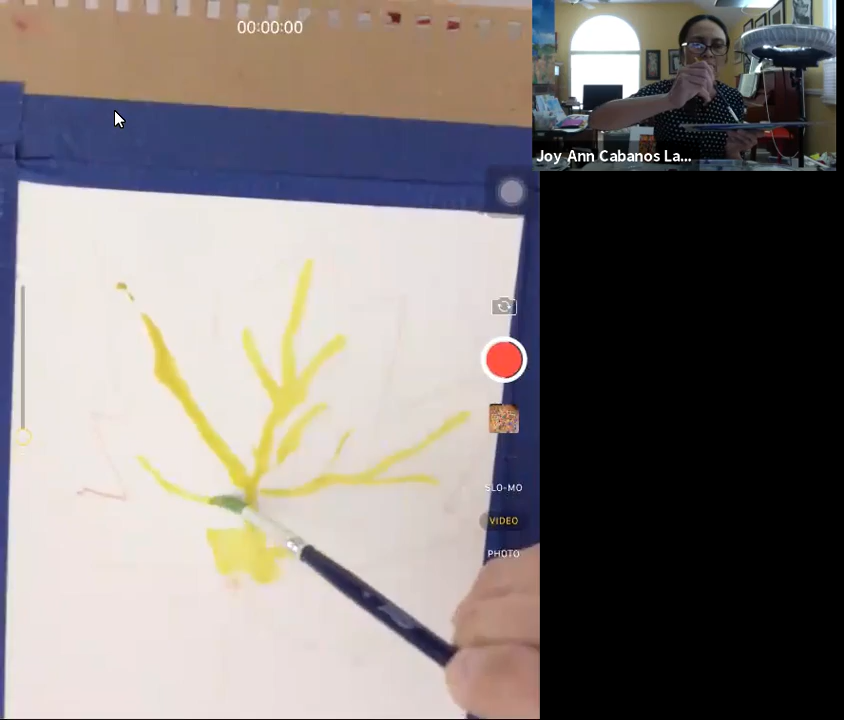 00:00:00
Joy Ann Cabanos La...
SLO-MO
VIDEO
PHOTO